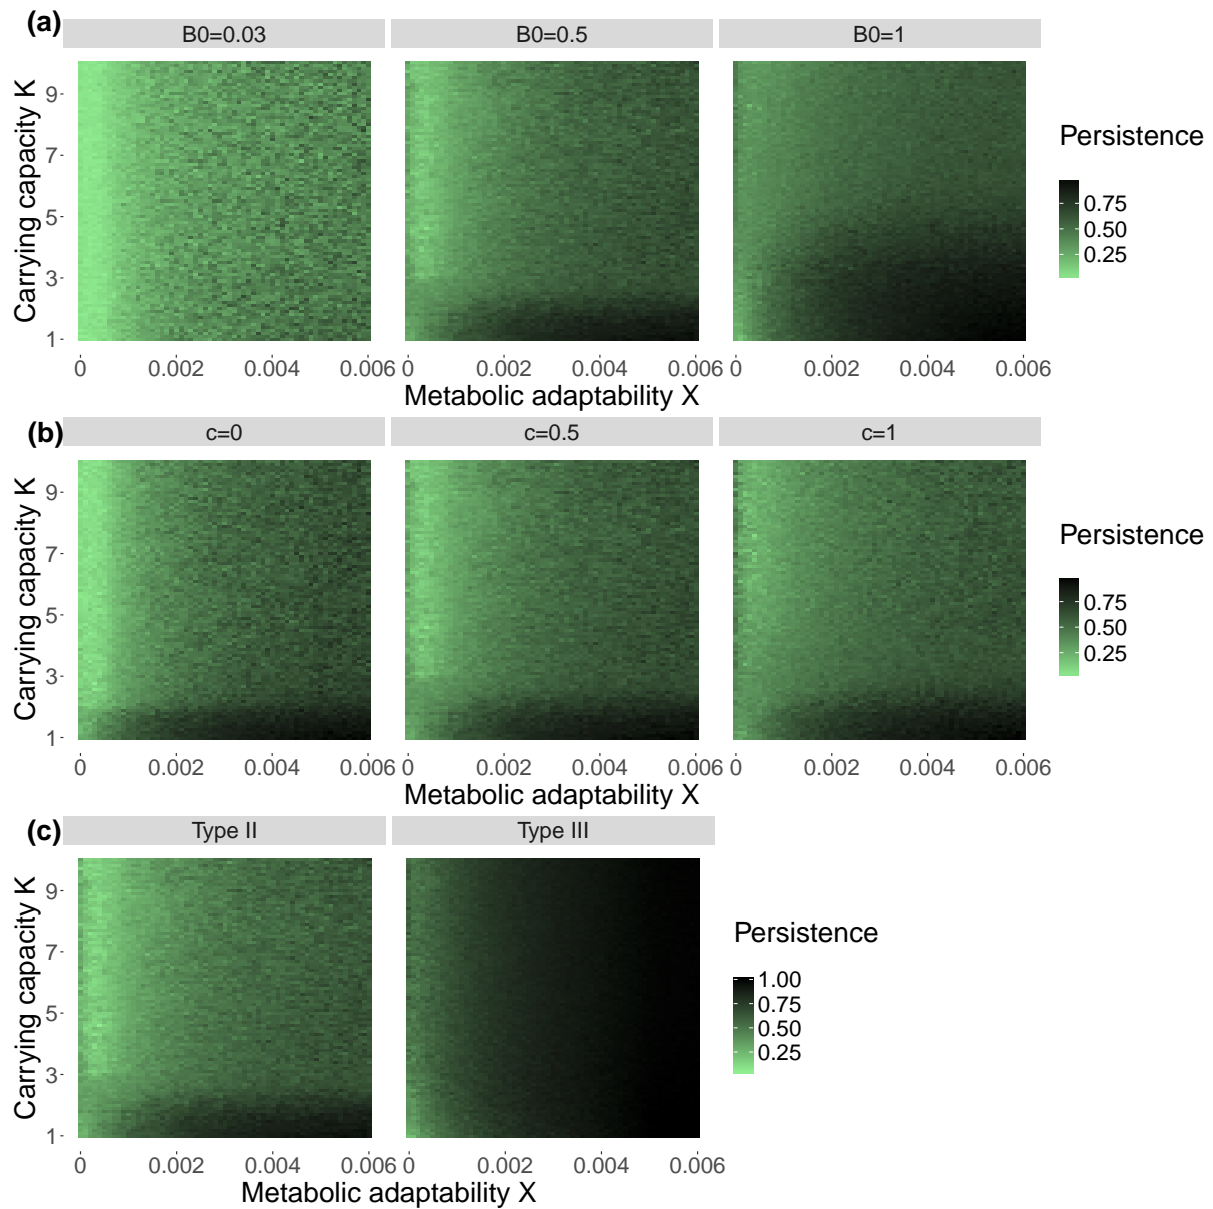 (a)
B0=0.03 B0=0.5 B0=1
Carrying capacity K
9
7
5
3
1
0 0.002 0.004 0.006 0 0.002 0.004 0.006 0 0.002 0.004 0.006
Metabolic adaptability X
Persistence
0.75
0.50
0.25
(b)
c=0 c=0.5 c=1
Carrying capacity K
9
7
5
3
1
0 0.002 0.004 0.006 0 0.002 0.004 0.006 0 0.002 0.004 0.006
Metabolic adaptability X
Persistence
0.75
0.50
0.25
(c)
Type II Type III
Carrying capacity K
9
7
5
3
1
0 0.002 0.004 0.006 0 0.002 0.004 0.006
Metabolic adaptability X
Persistence
1.00
0.75
0.50
0.25